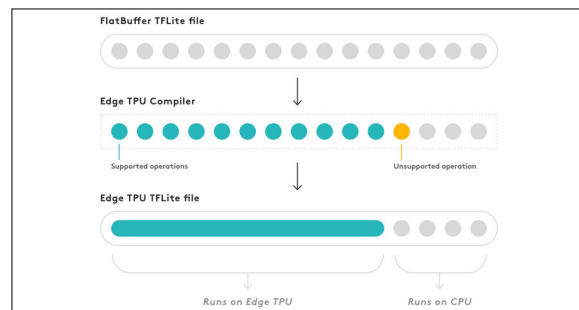 FlatBuffer TFLite file
Edge TPU Compiler
Supported operations
Unsupported operation
Edge TPU TFLite file
Runs on Edge TPU
Runs on CPU